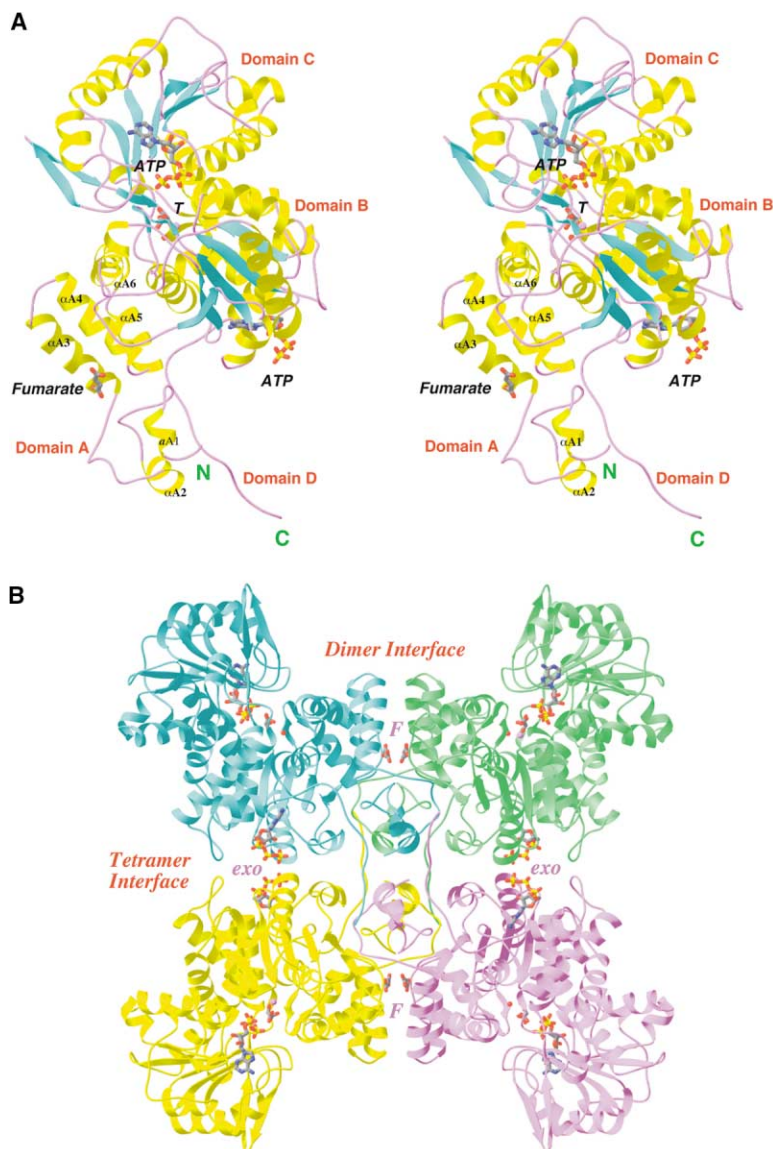 A
Domain C
Domain C
ATP
ATP
T
T
Domain B
Domain B
αA6
αA6
αA4
αA4
αA5
αA5
αA3
αA3
Fumarate
ATP
Fumarate
ATP
Domain A
aA1
Domain A
αA1
N
Domain D
N
Domain D
αA2
αA2
C
C
B
Dimer Interface
F
Tetramer
Interface
exo
exo
F